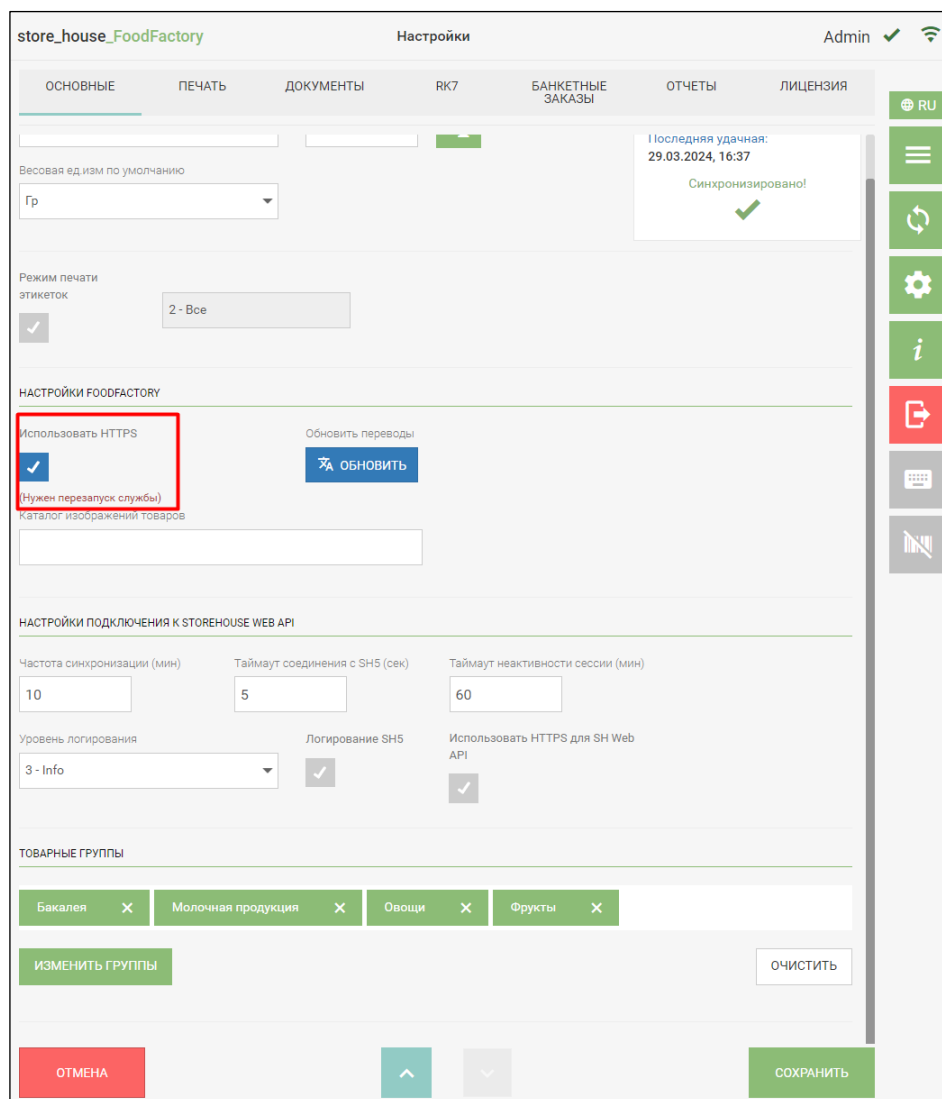 store_house_FoodFactory
Настройки
Admin
ОСНОВНЫЕ
ПЕЧАТЬ
ДОКУМЕНТЫ
RK7
БАНКЕТНЫЕ
ЗАКАЗЫ
ОТЧЕТЫ
ЛИЦЕНЗИЯ
RU
Последняя удачная:
29.03.2024, 16:37
Синхронизировано!
Весовая ед.изм по умолчанию
Гр
Режим печати
этикеток
2 - Все
НАСТРОЙКИ FOODFACTORY
Использовать HTTPS
Обновить переводы
ОБНОВИТЬ
(Нужен перезапуск службы)
Каталог изображений товаров
НАСТРОЙКИ ПОДКЛЮЧЕНИЯ К STOREHOUSE WEB API
Частота синхронизации (мин)
Таймаут соединения с SH5 (сек)
Таймаут неактивности сессии (мин)
10
5
60
Уровень логирования
Логирование SH5
Использовать HTTPS для SH Web
API
3 - Info
ТОВАРНЫЕ ГРУППЫ
Бакалея
Молочная продукция
Овощи
Фрукты
ИЗМЕНИТЬ ГРУППЫ
ОЧИСТИТЬ
ОТМЕНА
СОХРАНИТЬ